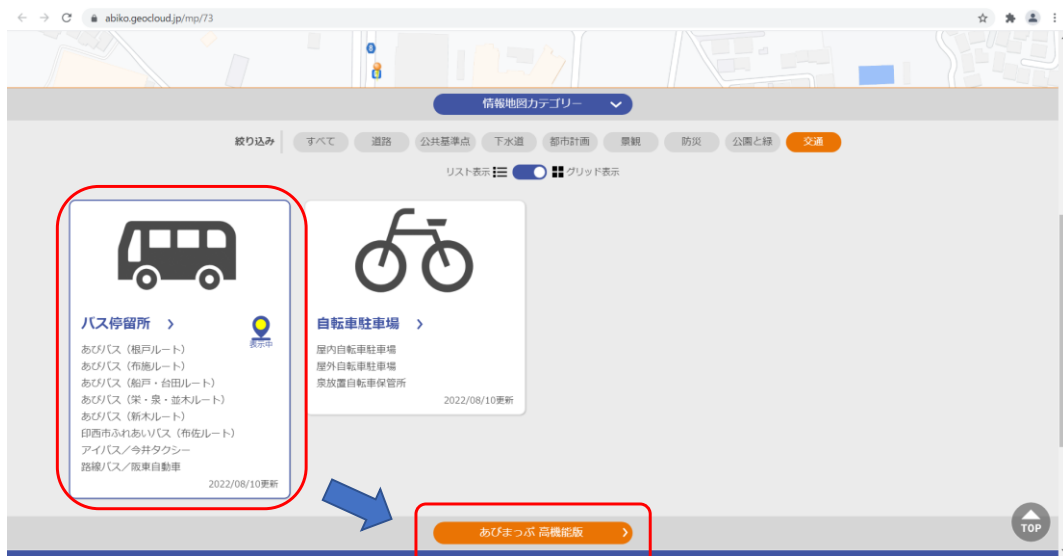 abiko.geocloud.jp/mp/73
情報地図カテゴリー
絞り込み すべて 道路 公共基準点 下水道 都市計画 景観 防災 公園と緑 交通
リスト表示 グリッド表示
バス停留所
表示中
あびバス（根戸ルート）
あびバス（布施ルート）
あびバス（船戸・台田ルート）
あびバス（栄・泉・並木ルート）
あびバス（新木ルート）
印西市ふれあいバス（布佐ルート）
アイバス／今井タクシー
路線バス／阪東自動車
2022/08/10更新
自転車駐車場
屋内自転車駐車場
屋外自転車駐車場
泉放置自転車保管所
2022/08/10更新
あびまっぷ 高機能版
TOP